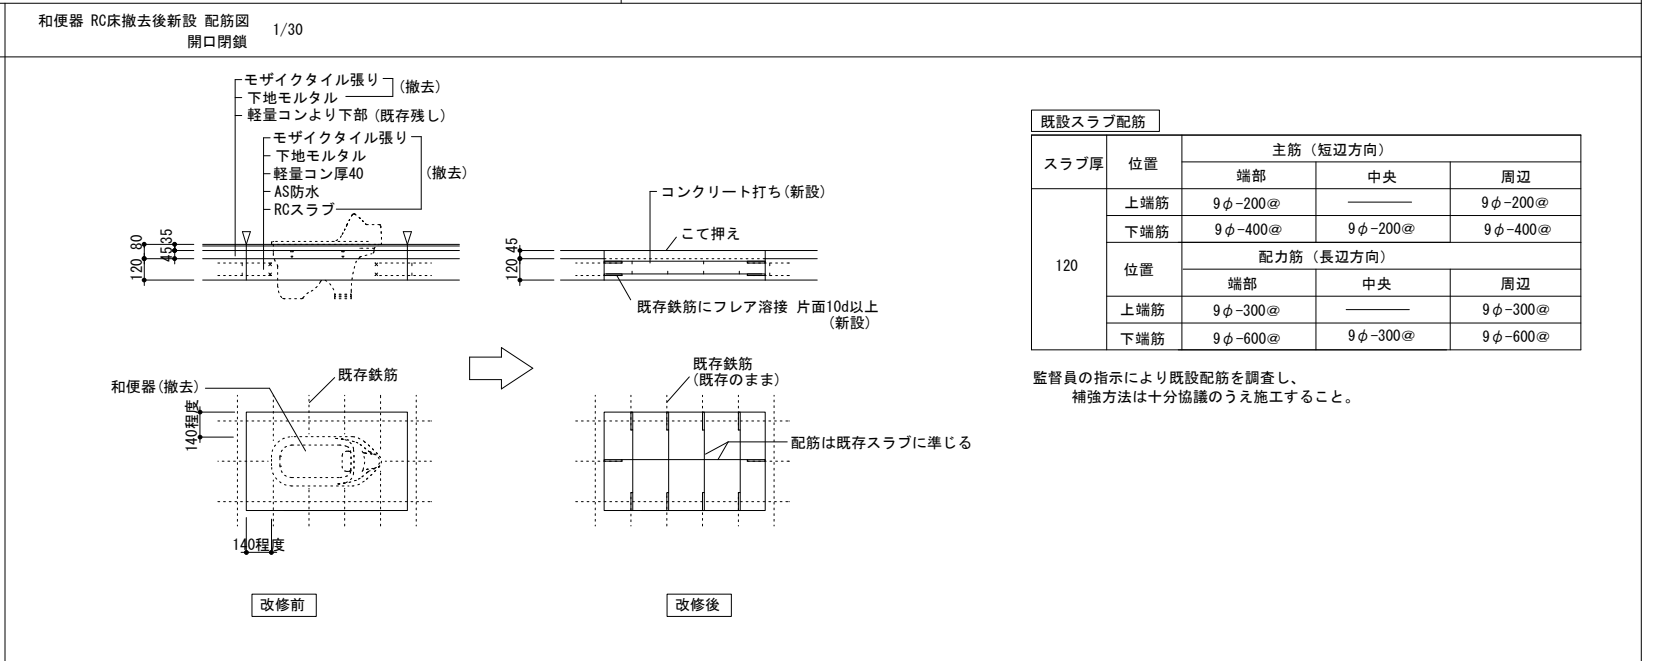 和便器 RC床撤去後新設 配筋図
開口閉鎖
1/30
モザイクタイル張り
下地モルタル
(撤去)
軽量コンより下部 (既存残し)
モザイクタイル張り
下地モルタル
軽量コン厚40
AS防水
RCスラブ
(撤去)
80
35
45
120
コンクリート打ち(新設)
こて押え
45
120
既存鉄筋にフレア溶接 片面10d以上
(新設)
和便器(撤去)
既存鉄筋
140程度
140程度
改修前
既存鉄筋
(既存のまま)
配筋は既存スラブに準じる
改修後
既設スラブ配筋
スラブ厚 位置 主筋 (短辺方向)
端部 中央 周辺
120
上端筋 9φ-200@ ――― 9φ-200@
下端筋 9φ-400@ 9φ-200@ 9φ-400@
位置 配力筋 (長辺方向)
端部 中央 周辺
上端筋 9φ-300@ ――― 9φ-300@
下端筋 9φ-600@ 9φ-300@ 9φ-600@
監督員の指示により既設配筋を調査し、
補強方法は十分協議のうえ施工すること。